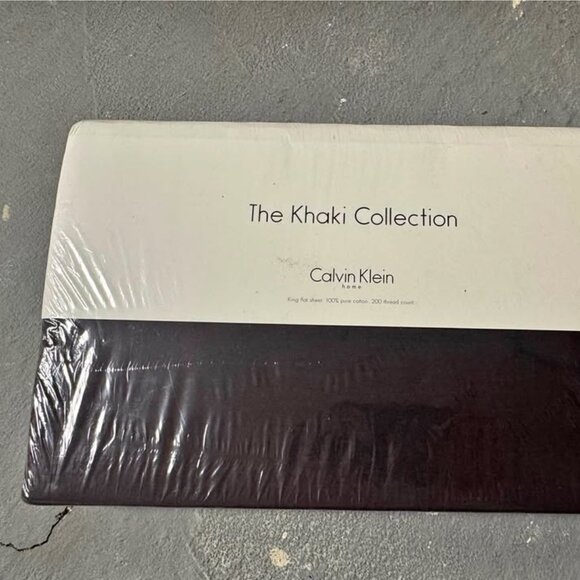 The Khaki Collection
Calvin Klein
home
King flat sheet. 100% pure cotton. 200 thread count.